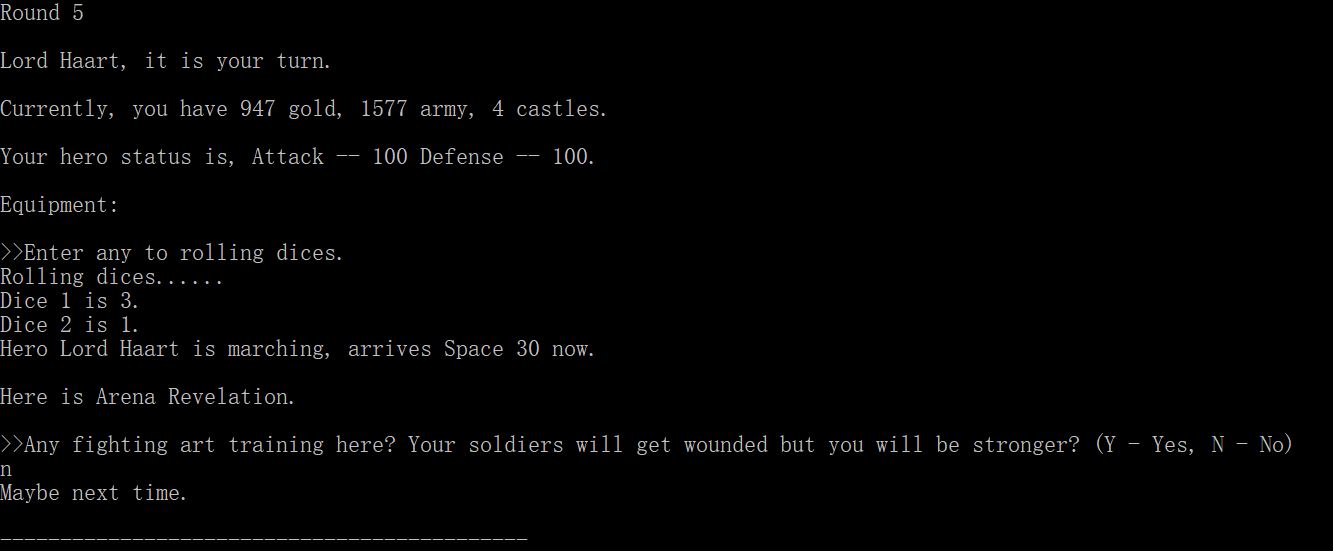 Round 5
Lord Haart, it is your turn.
Currently, you have 947 gold, 1577 army, 4 castles.
Your hero status is, Attack -- 100 Defense -- 100.
Equipment:
>>Enter any to rolling dices.
Rolling dices......
Dice 1 is 3.
Dice 2 is 1.
Hero Lord Haart is marching, arrives Space 30 now.
Here is Arena Revelation.
>>Any fighting art training here? Your soldiers will get wounded but you will be stronger? (Y - Yes, N - No)
n
Maybe next time.
--------------------------------------------